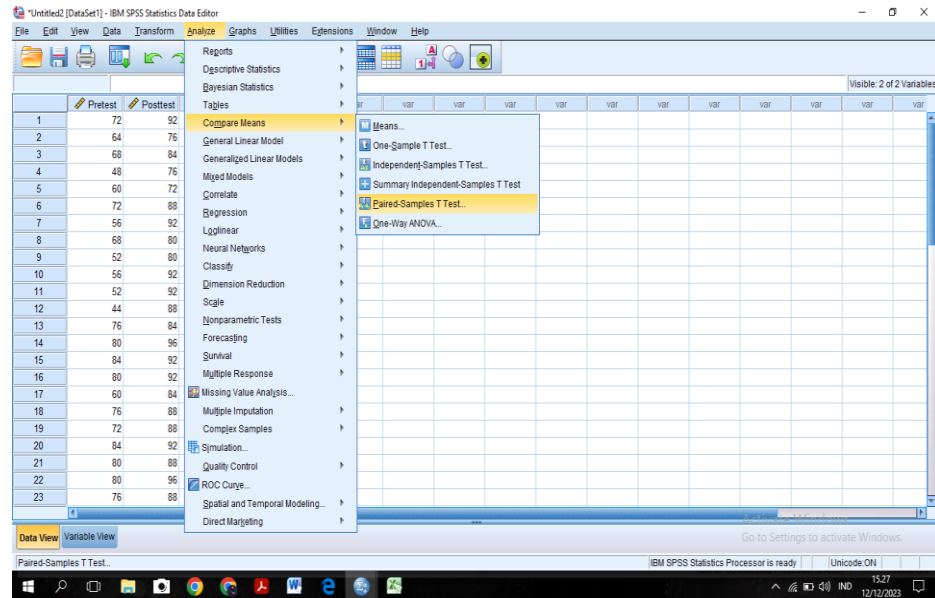 *Untitled2 [DataSet1] - IBM SPSS Statistics Data Editor
File Edit View Data Transform Analyze Graphs Utilities Extensions Window Help
Visible: 2 of 2 Variables
Pretest Posttest var var var var var var var var var var var
1 72 92
2 64 76
3 68 84
4 48 76
5 60 72
6 72 88
7 56 92
8 68 80
9 52 80
10 56 92
11 52 92
12 44 88
13 76 84
14 80 96
15 84 92
16 80 92
17 60 84
18 76 88
19 72 88
20 84 92
21 80 88
22 80 96
23 76 88
Reports
Descriptive Statistics
Bayesian Statistics
Tables
Compare Means
General Linear Model
Generalized Linear Models
Mixed Models
Correlate
Regression
Loglinear
Neural Networks
Classify
Dimension Reduction
Scale
Nonparametric Tests
Forecasting
Survival
Multiple Response
Missing Value Analysis...
Multiple Imputation
Complex Samples
Simulation...
Quality Control
ROC Curve...
Spatial and Temporal Modeling...
Direct Marketing
Means...
One-Sample T Test...
Independent-Samples T Test...
Summary Independent-Samples T Test
Paired-Samples T Test...
One-Way ANOVA...
Activate Windows
Go to Settings to activate Windows.
Data View Variable View
Paired-Samples T Test... IBM SPSS Statistics Processor is ready Unicode:ON
IND 15.27
12/12/2023